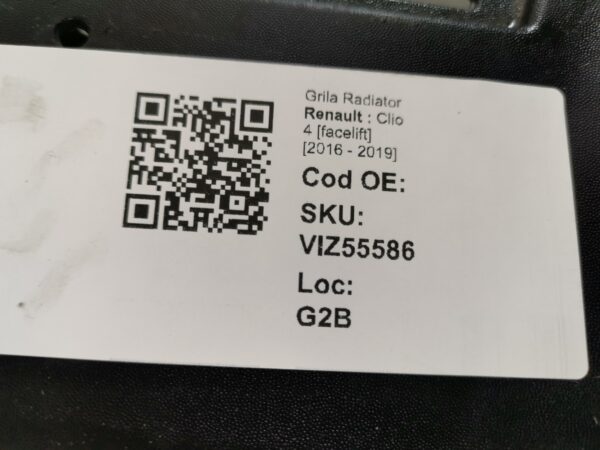 Grila Radiator
Renault : Clio
4 [facelift]
[2016 - 2019]
Cod OE:
SKU:
VIZ55586
Loc:
G2B